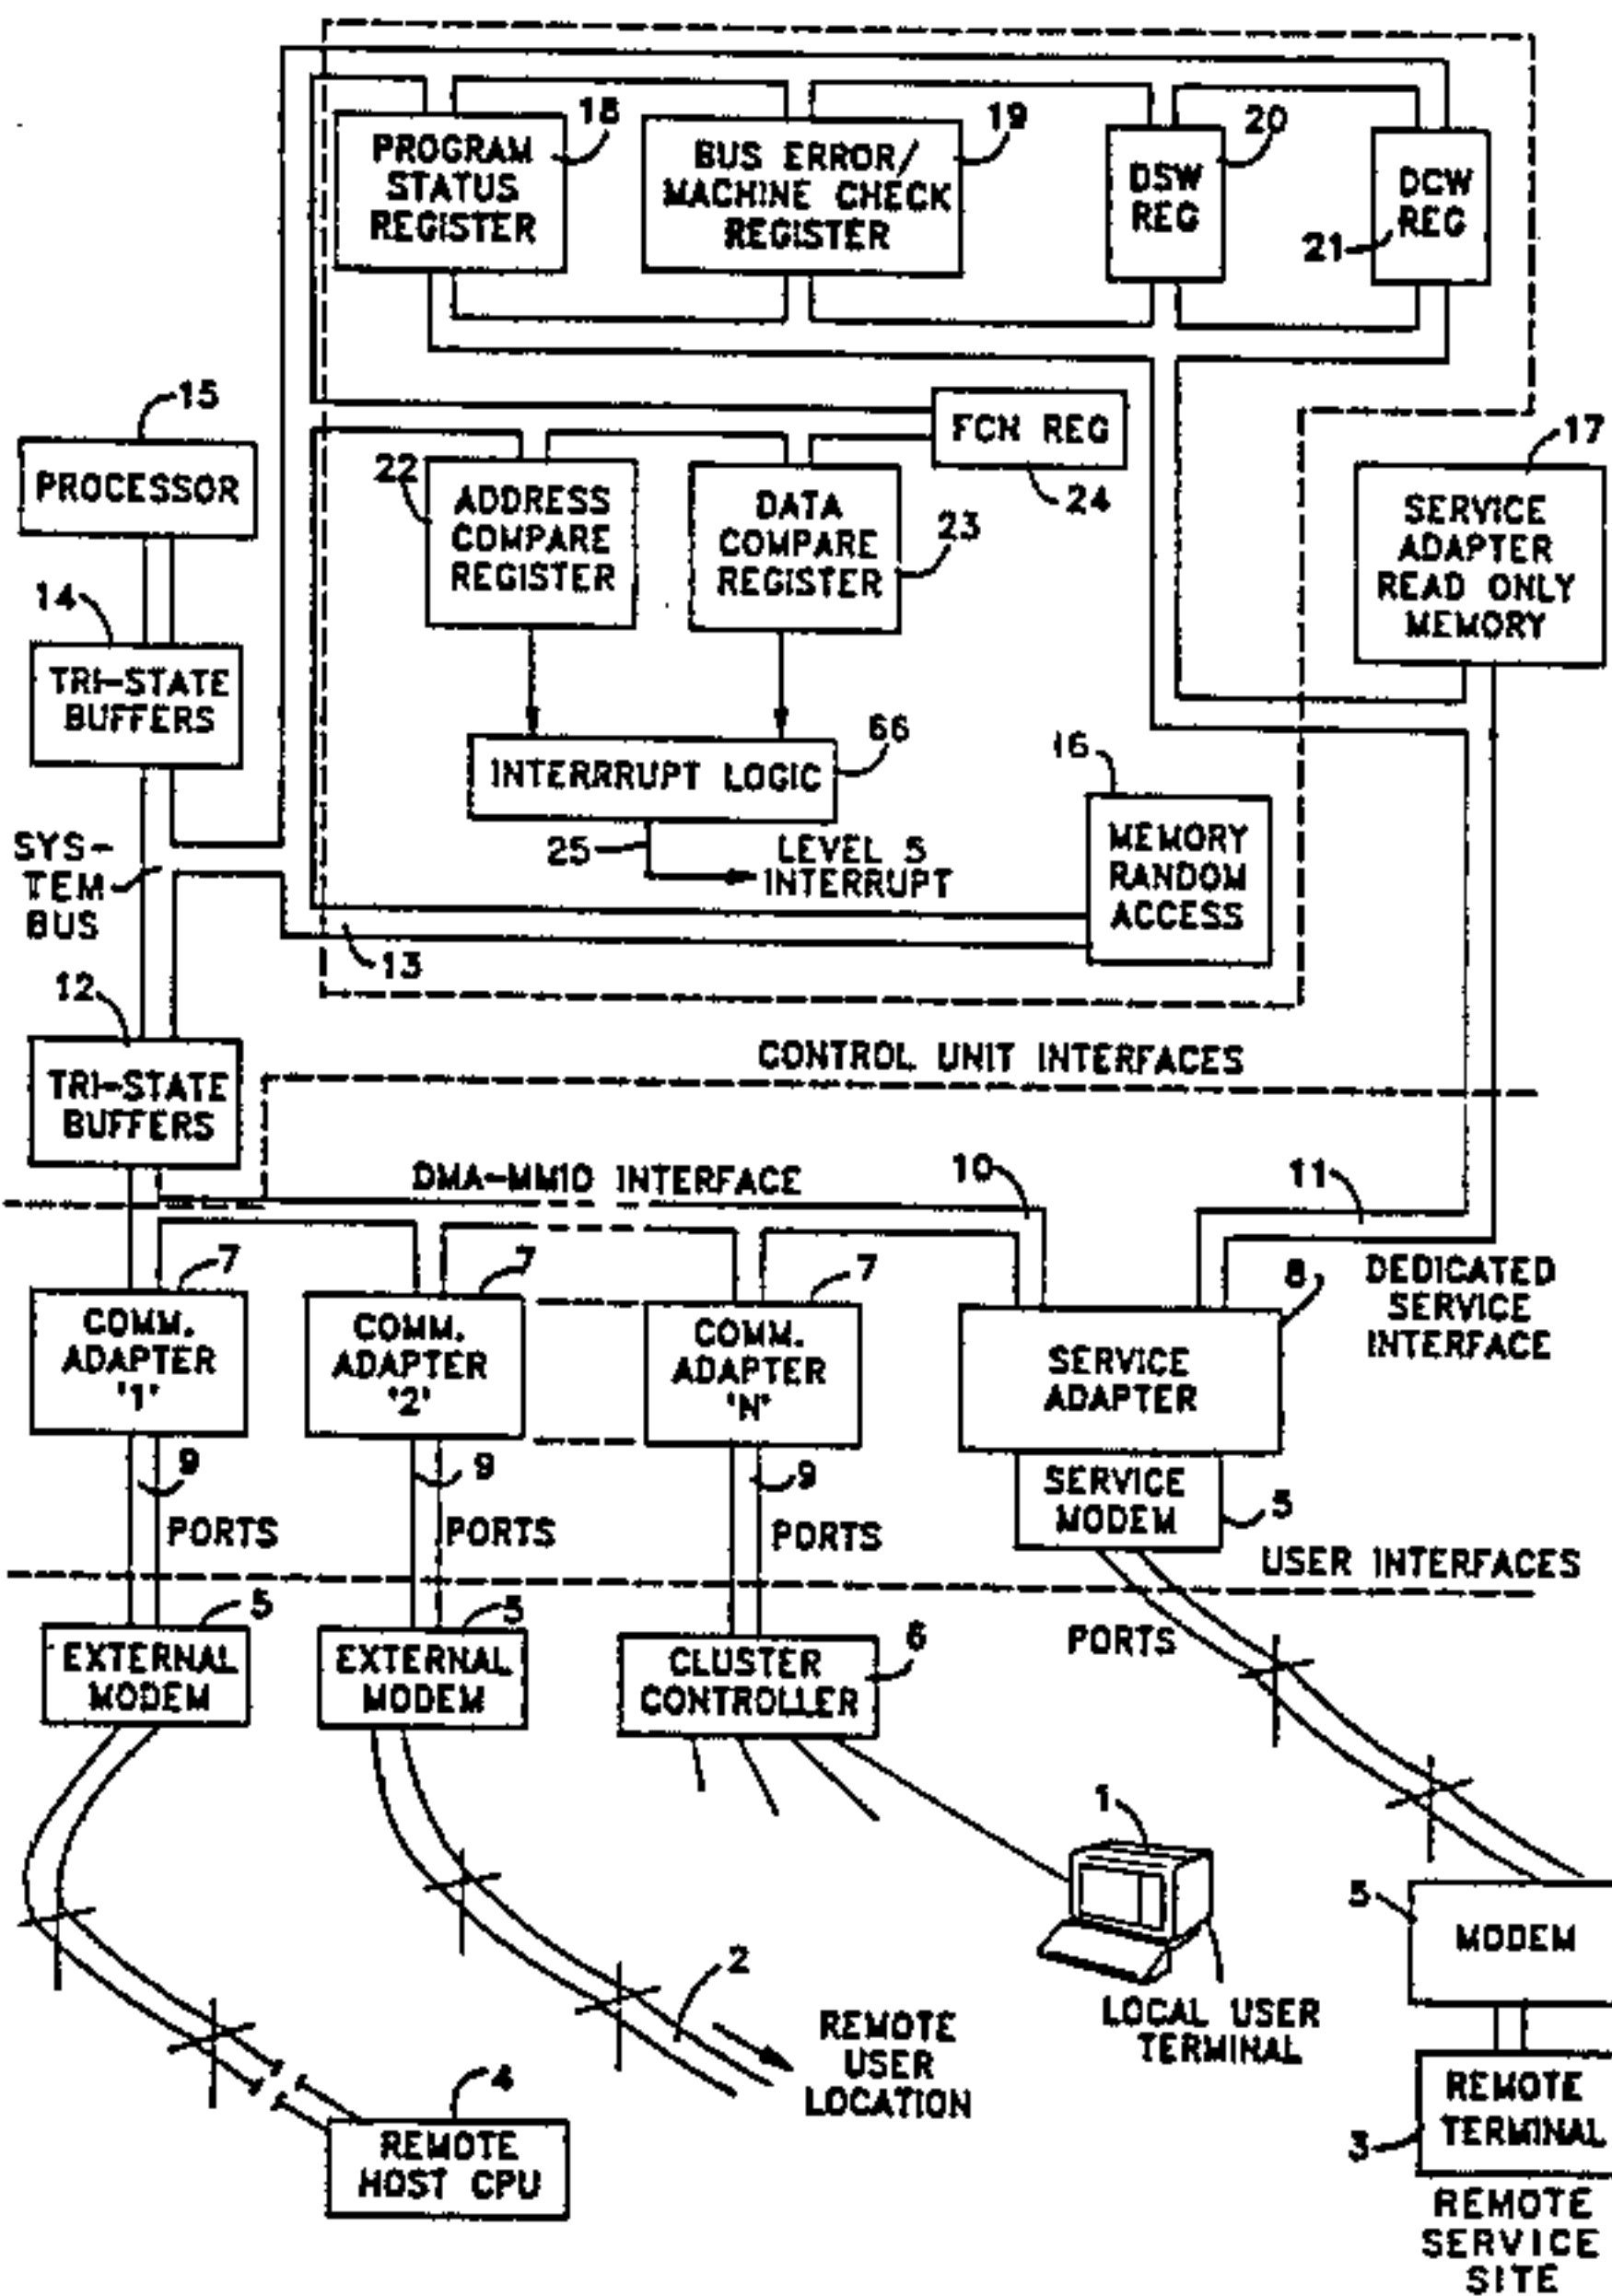 18
19
20
PROGRAM
STATUS
REGISTER
BUS ERROR/
MACHINE CHECK
REGISTER
DSW
REG
DCW
REG
21
15
PROCESSOR
FCN REG
24
17
SERVICE
ADAPTER
READ ONLY
MEMORY
22
ADDRESS
COMPARE
REGISTER
DATA
COMPARE
REGISTER
23
14
TRI-STATE
BUFFERS
66
INTERRRUPT LOGIC
25
LEVEL 5
INTERRUPT
16
MEMORY
RANDOM
ACCESS
SYS-
TEM
BUS
13
12
TRI-STATE
BUFFERS
CONTROL UNIT INTERFACES
DMA-MMIO INTERFACE
10
11
DEDICATED
SERVICE
INTERFACE
7
7
7
8
COMM.
ADAPTER
'1'
COMM.
ADAPTER
'2'
COMM.
ADAPTER
'N'
SERVICE
ADAPTER
9
9
9
SERVICE
MODEM
5
PORTS
PORTS
PORTS
USER INTERFACES
PORTS
5
EXTERNAL
MODEM
5
EXTERNAL
MODEM
6
CLUSTER
CONTROLLER
1
LOCAL USER
TERMINAL
5
MODEM
2
REMOTE
USER
LOCATION
4
REMOTE
HOST CPU
REMOTE
TERMINAL
3
REMOTE
SERVICE
SITE